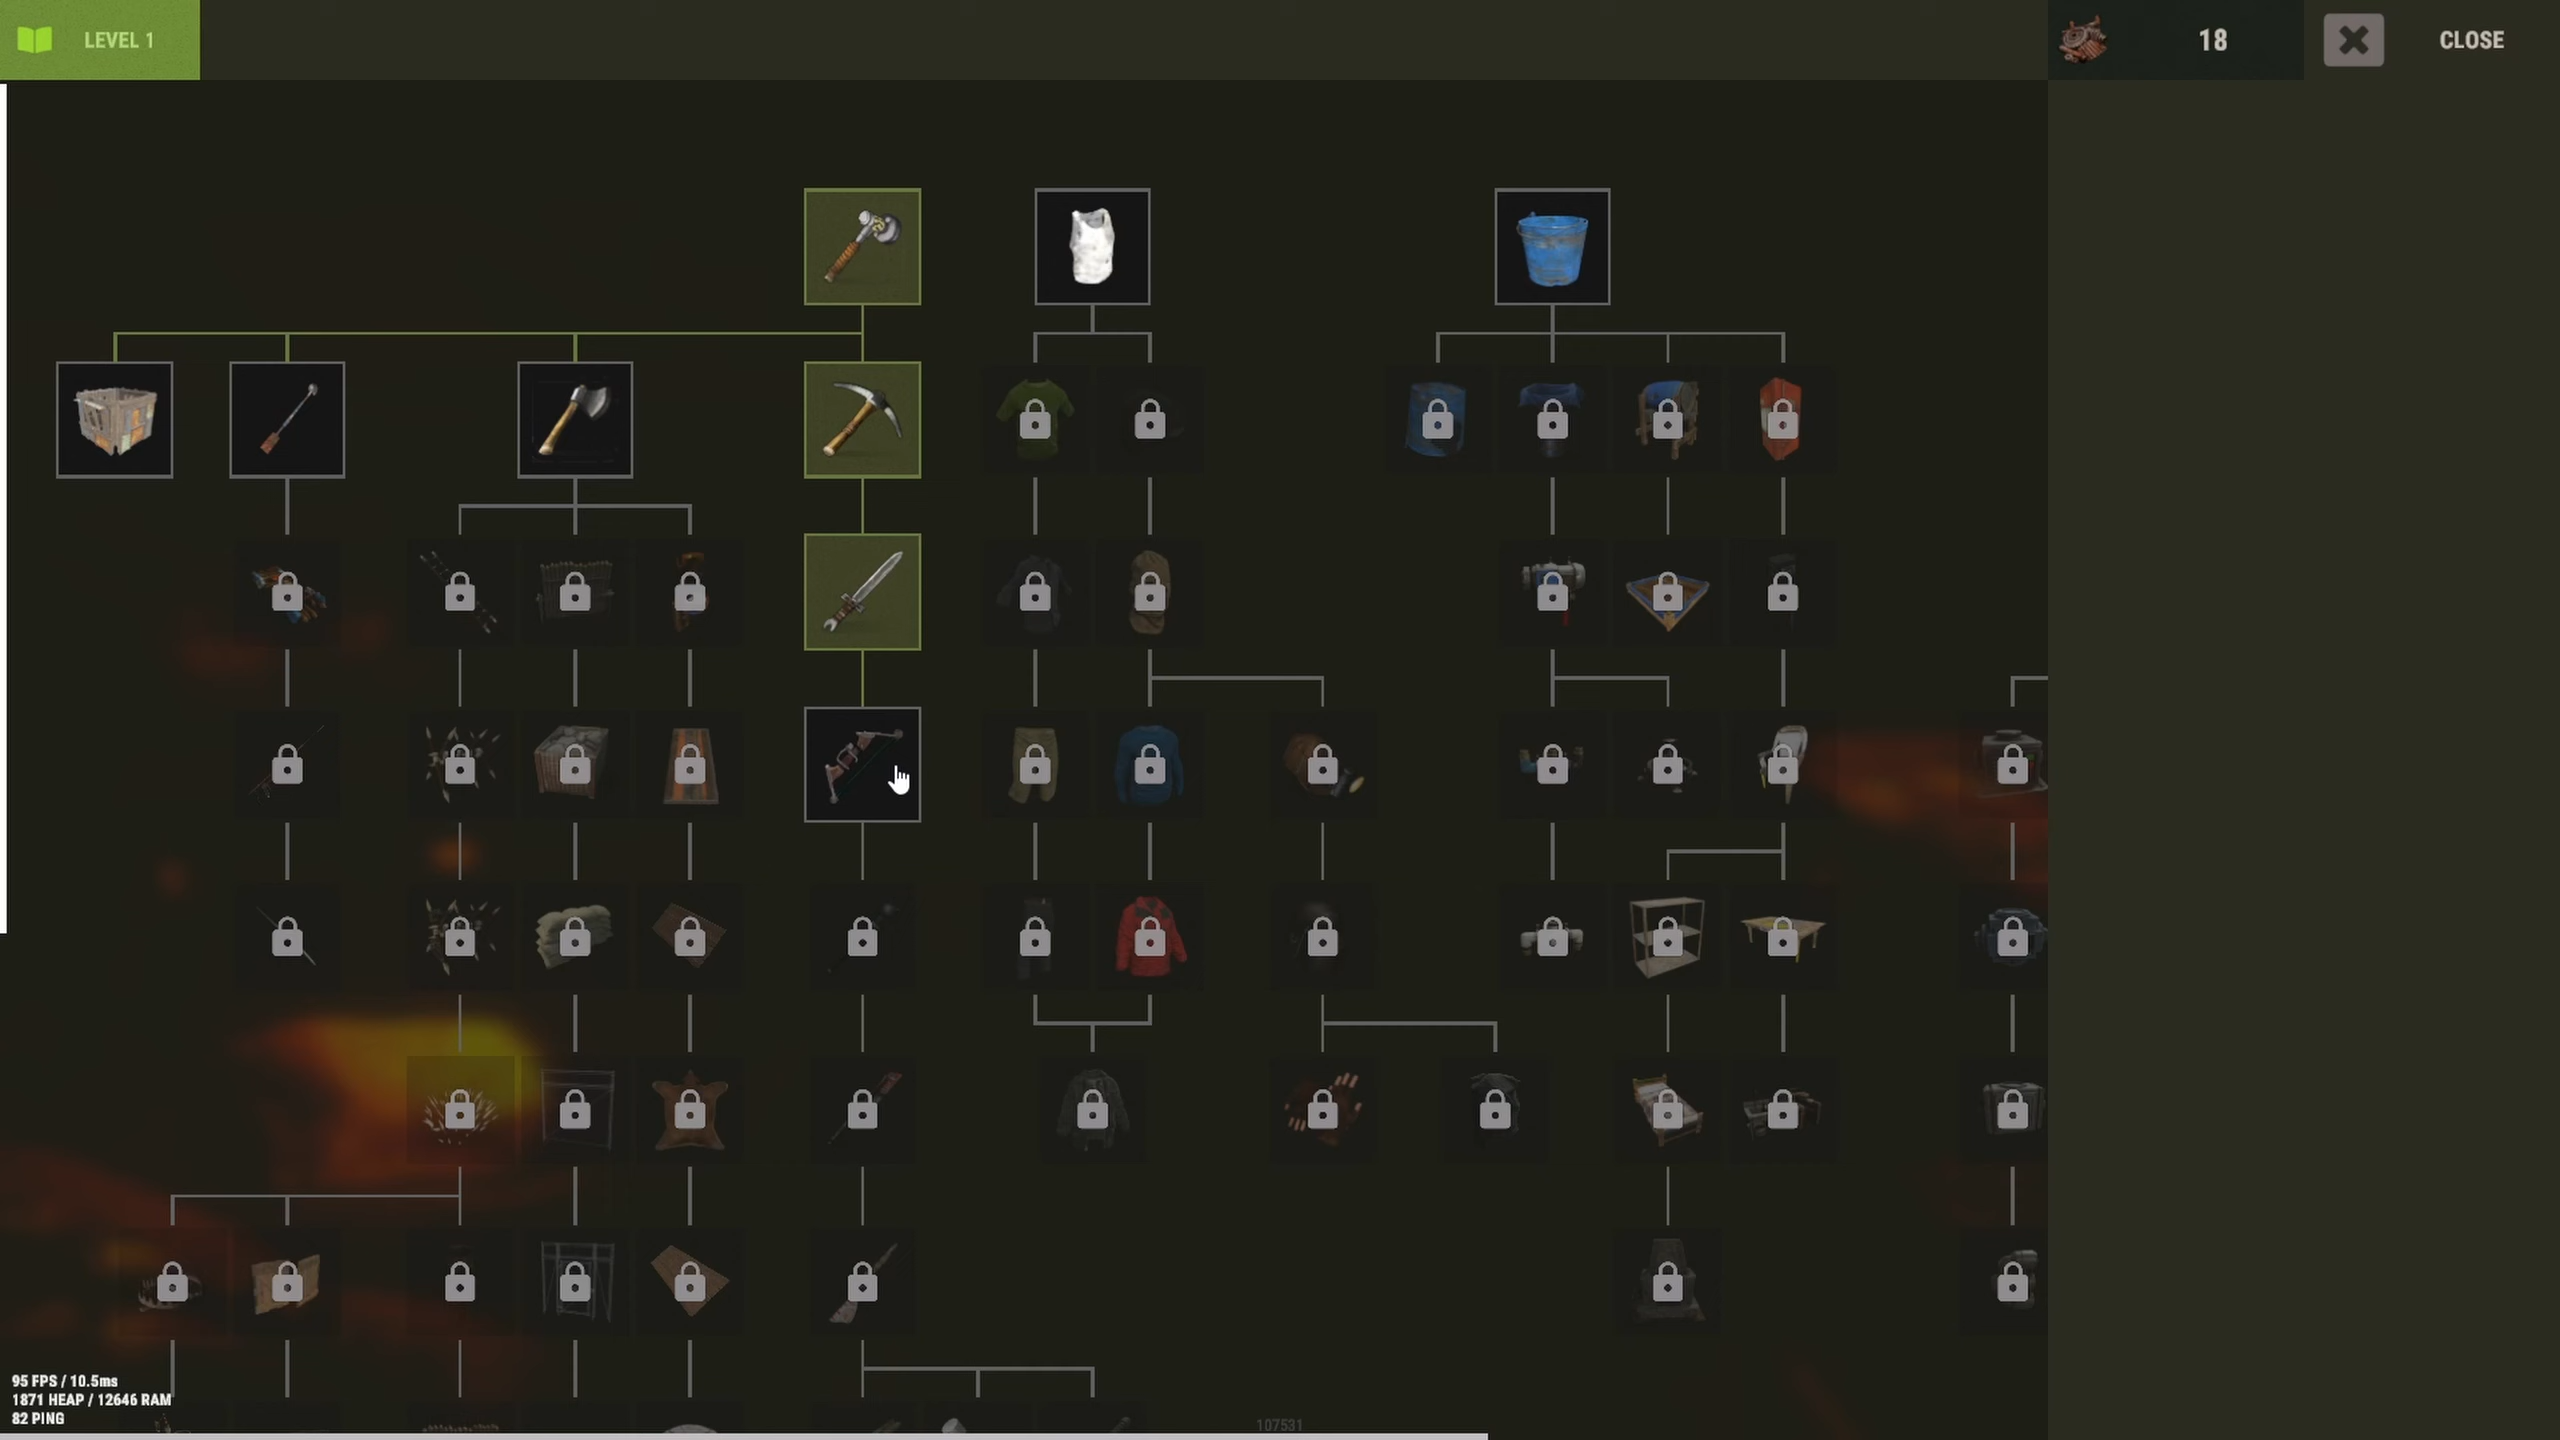 LEVEL 1
18
CLOSE
95 FPS / 10.5ms
1871 HEAP / 12646 RAM
82 PING
107531